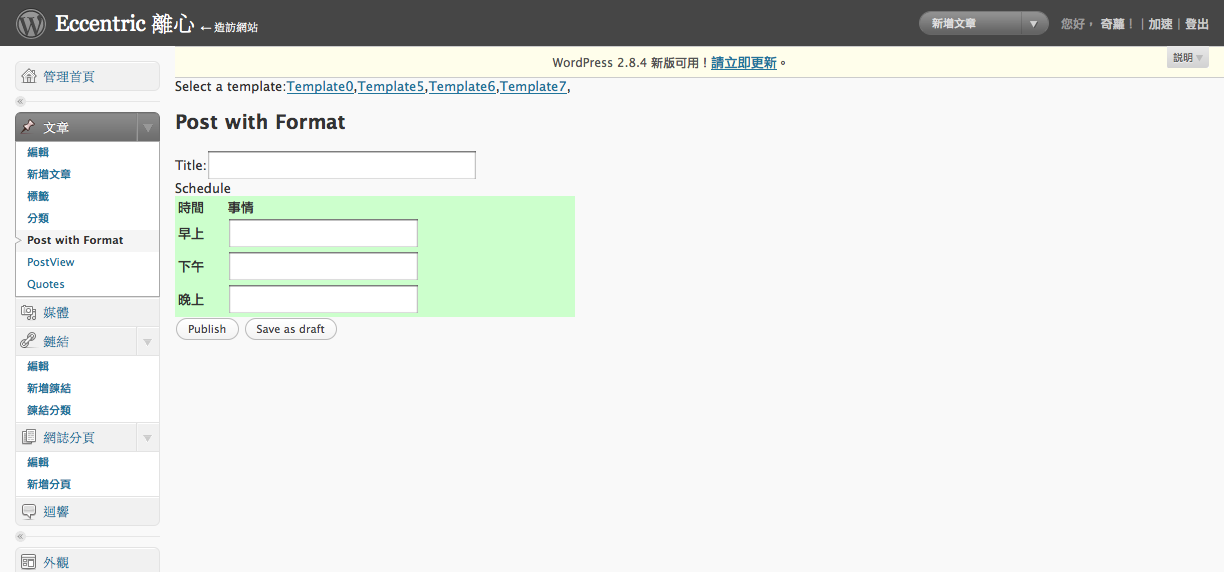 Eccentric 離心 ←造訪網站
新增文章
您好, 奇蘿! | 加速 | 登出
WordPress 2.8.4 新版可用!請立即更新。
說明
Select a template:Template0,Template5,Template6,Template7,
Post with Format
Title:
Schedule
時間 事情
早上
下午
晚上
Publish Save as draft
管理首頁
文章
編輯
新增文章
標籤
分類
Post with Format
PostView
Quotes
媒體
鏈結
編輯
新增鍊結
鍊結分類
網誌分頁
編輯
新增分頁
迴響
外觀